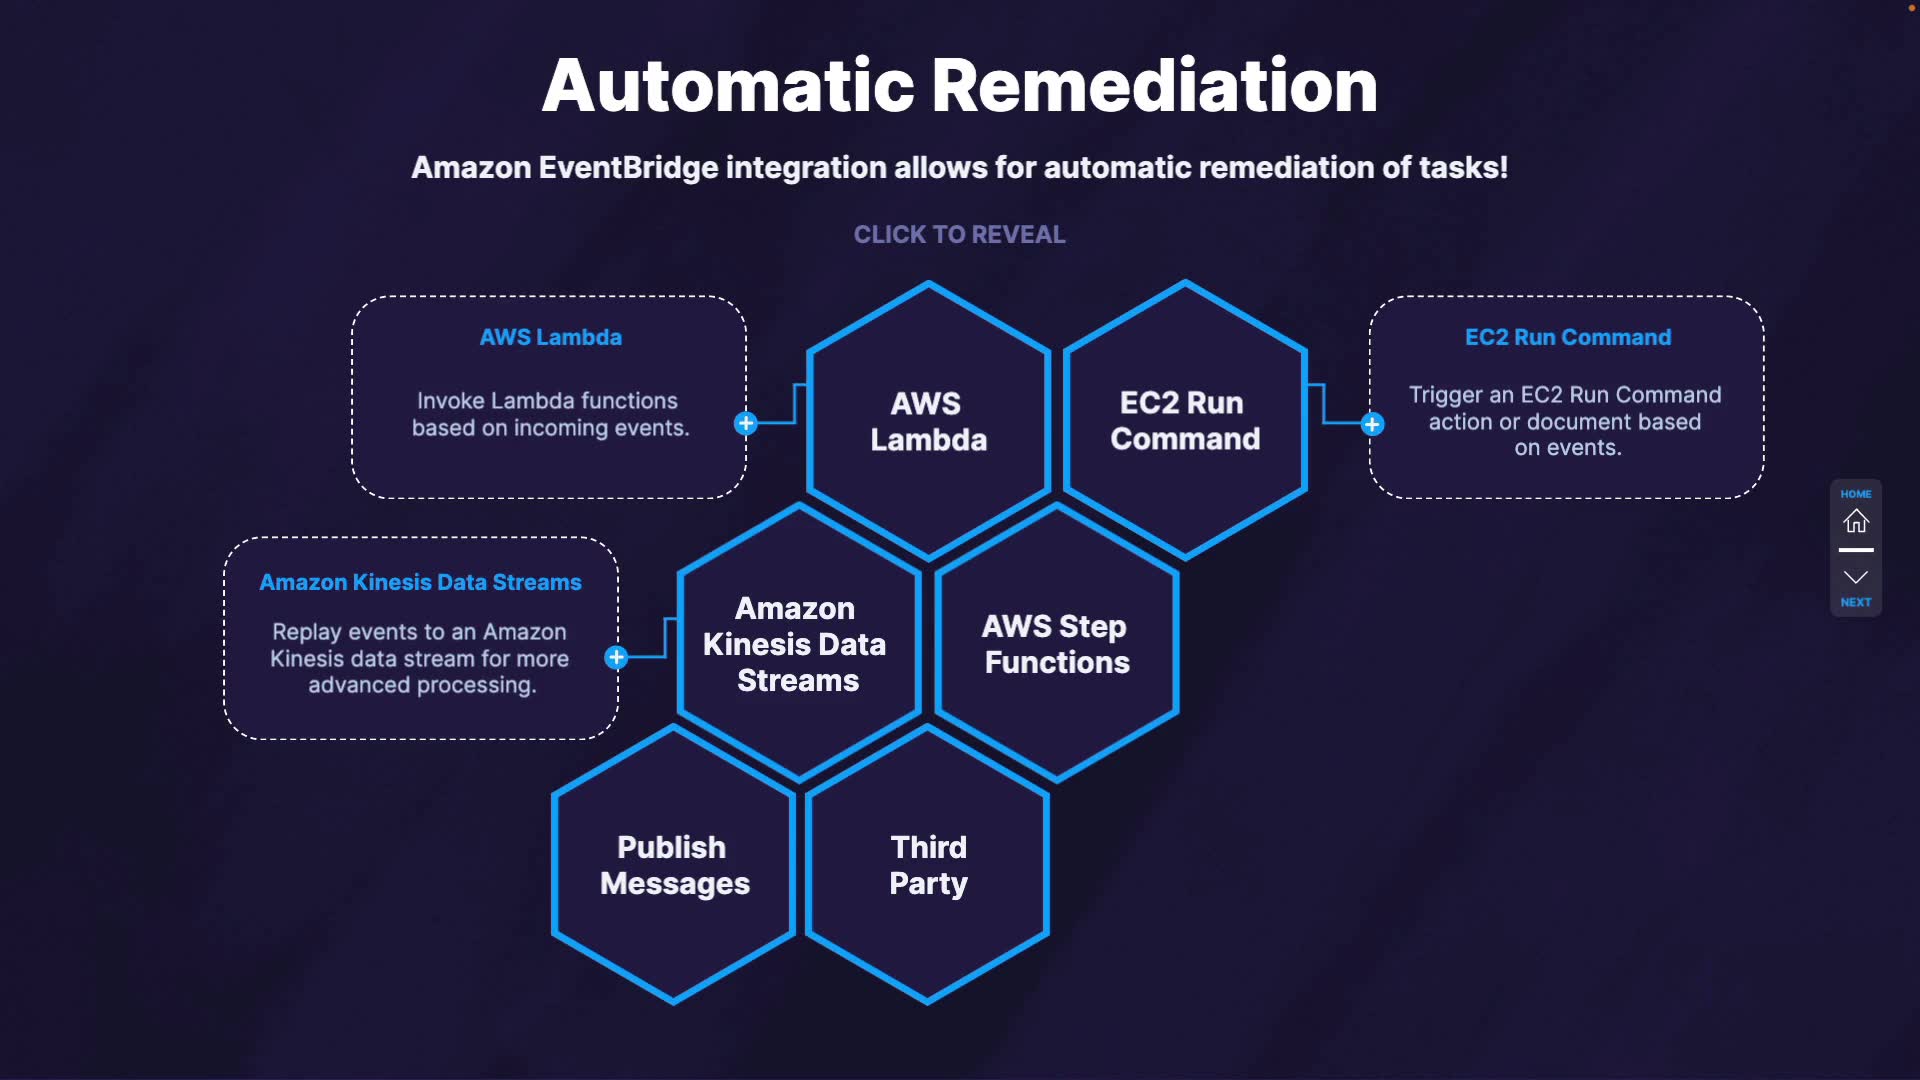 Automatic Remediation
Amazon EventBridge integration allows for automatic remediation of tasks!
CLICK TO REVEAL
AWS Lambda
Invoke Lambda functions
based on incoming events.
AWS
Lambda
EC2 Run
Command
EC2 Run Command
Trigger an EC2 Run Command
action or document based
on events.
HOME
NEXT
Amazon Kinesis Data Streams
Replay events to an Amazon
Kinesis data stream for more
advanced processing.
Amazon
Kinesis Data
Streams
AWS Step
Functions
Publish
Messages
Third
Party